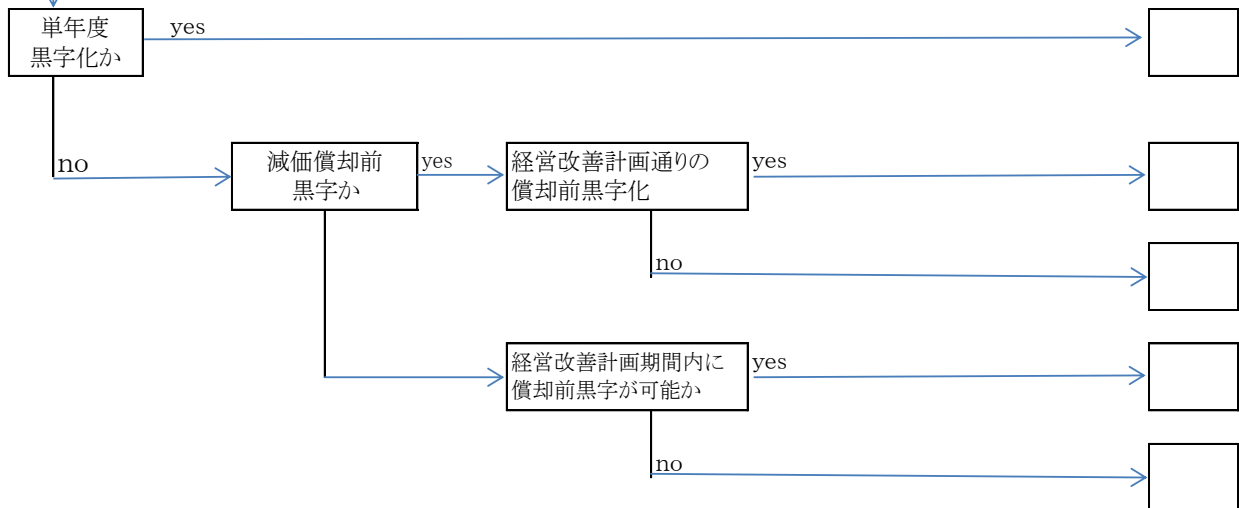 単年度
黒字化か
yes
no
減価償却前
黒字か
yes
経営改善計画通りの
償却前黒字化
yes
no
経営改善計画期間内に
償却前黒字が可能か
yes
no